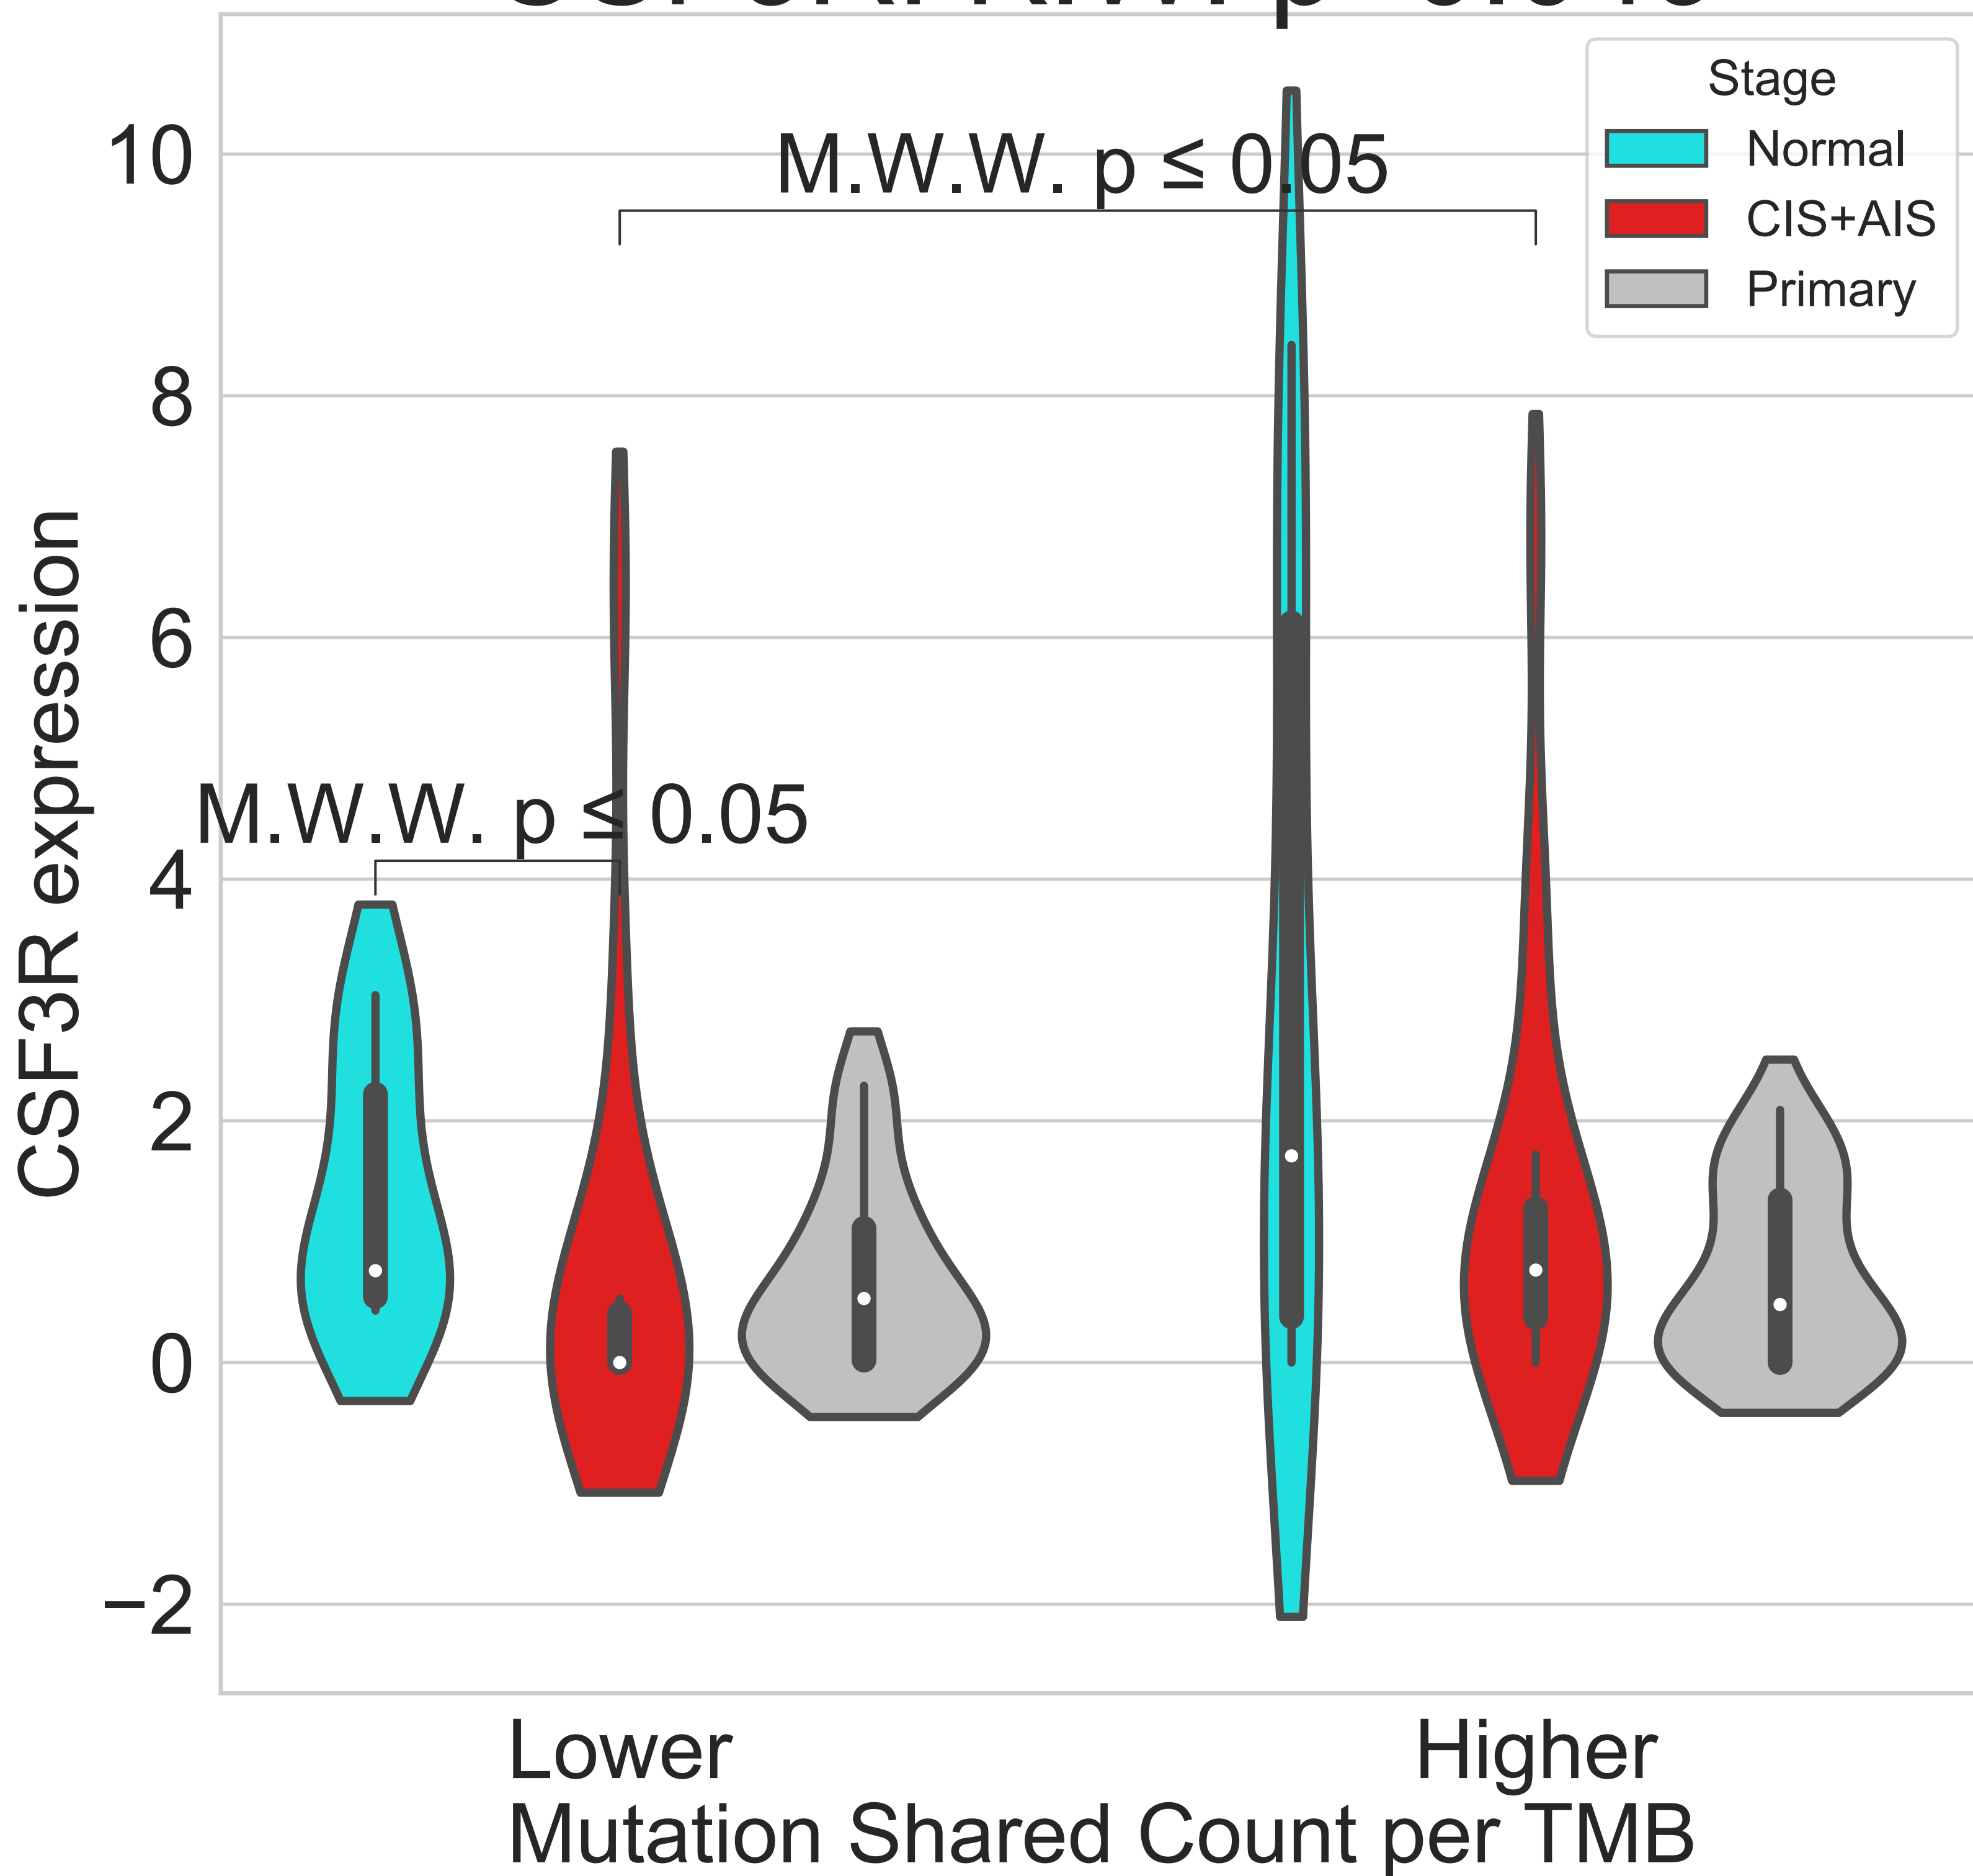 Stage
Normal
CIS+AIS
Primary
M.W.W. p ≤ 0.05
M.W.W. p ≤ 0.05
10
8
6
4
2
0
−2
CSF3R expression
Lower
Higher
Mutation Shared Count per TMB